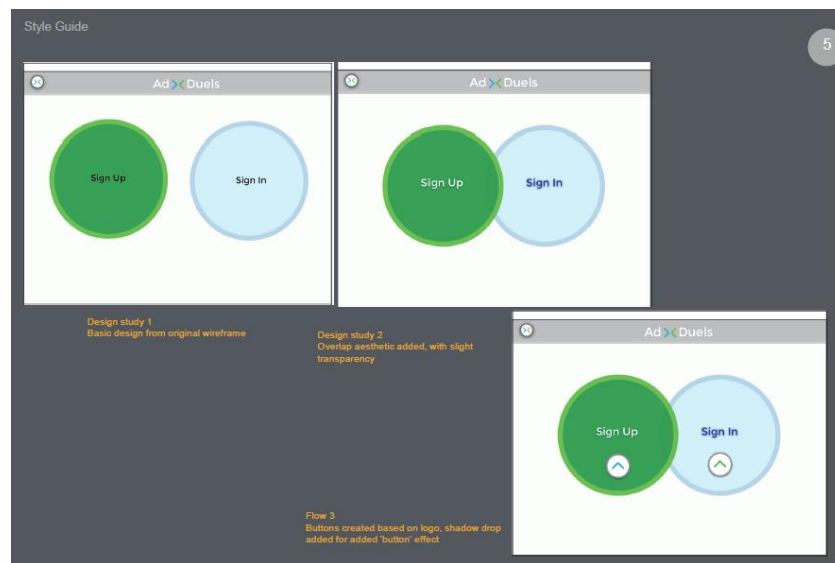 Style Guide
5
Ad Duels
Sign Up
Sign In
Design study 1
Basic design from original wireframe
Ad Duels
Sign Up
Sign In
Design study 2
Overlap aesthetic added, with slight
transparency
Ad Duels
Sign Up
Sign In
Flow 3
Buttons created based on logo, shadow drop
added for added 'button' effect